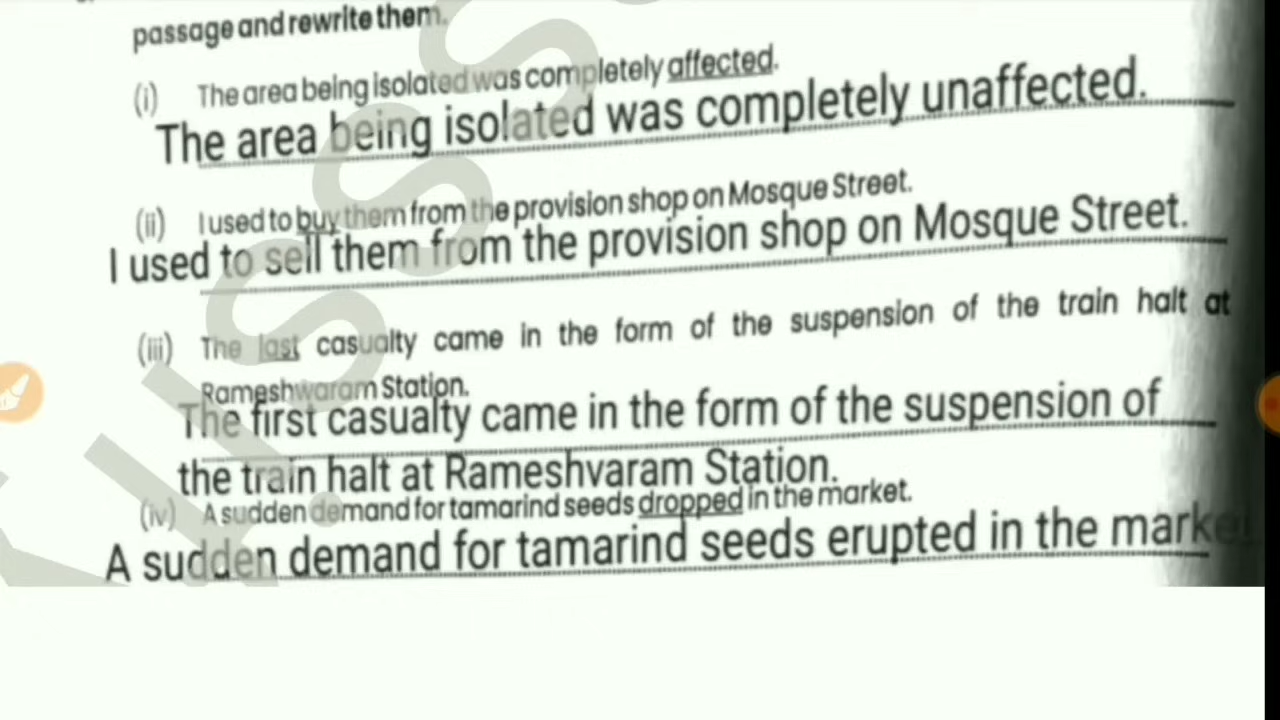 passage and rewrite them.
(i) The area being isolated was completely affected.
The area being isolated was completely unaffected.
(ii) I used to buy them from the provision shop on Mosque Street.
I used to sell them from the provision shop on Mosque Street.
(iii) The last casualty came in the form of the suspension of the train halt at
Rameshwaram Station.
The first casualty came in the form of the suspension of
the train halt at Rameshvaram Station.
(iv) A sudden demand for tamarind seeds dropped in the market.
A sudden demand for tamarind seeds erupted in the market